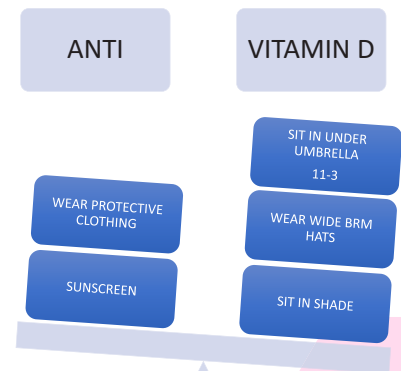 ANTI
VITAMIN D
SIT IN UNDER
UMBRELLA
11-3
WEAR PROTECTIVE
CLOTHING
WEAR WIDE BRM
HATS
SUNSCREEN
SIT IN SHADE